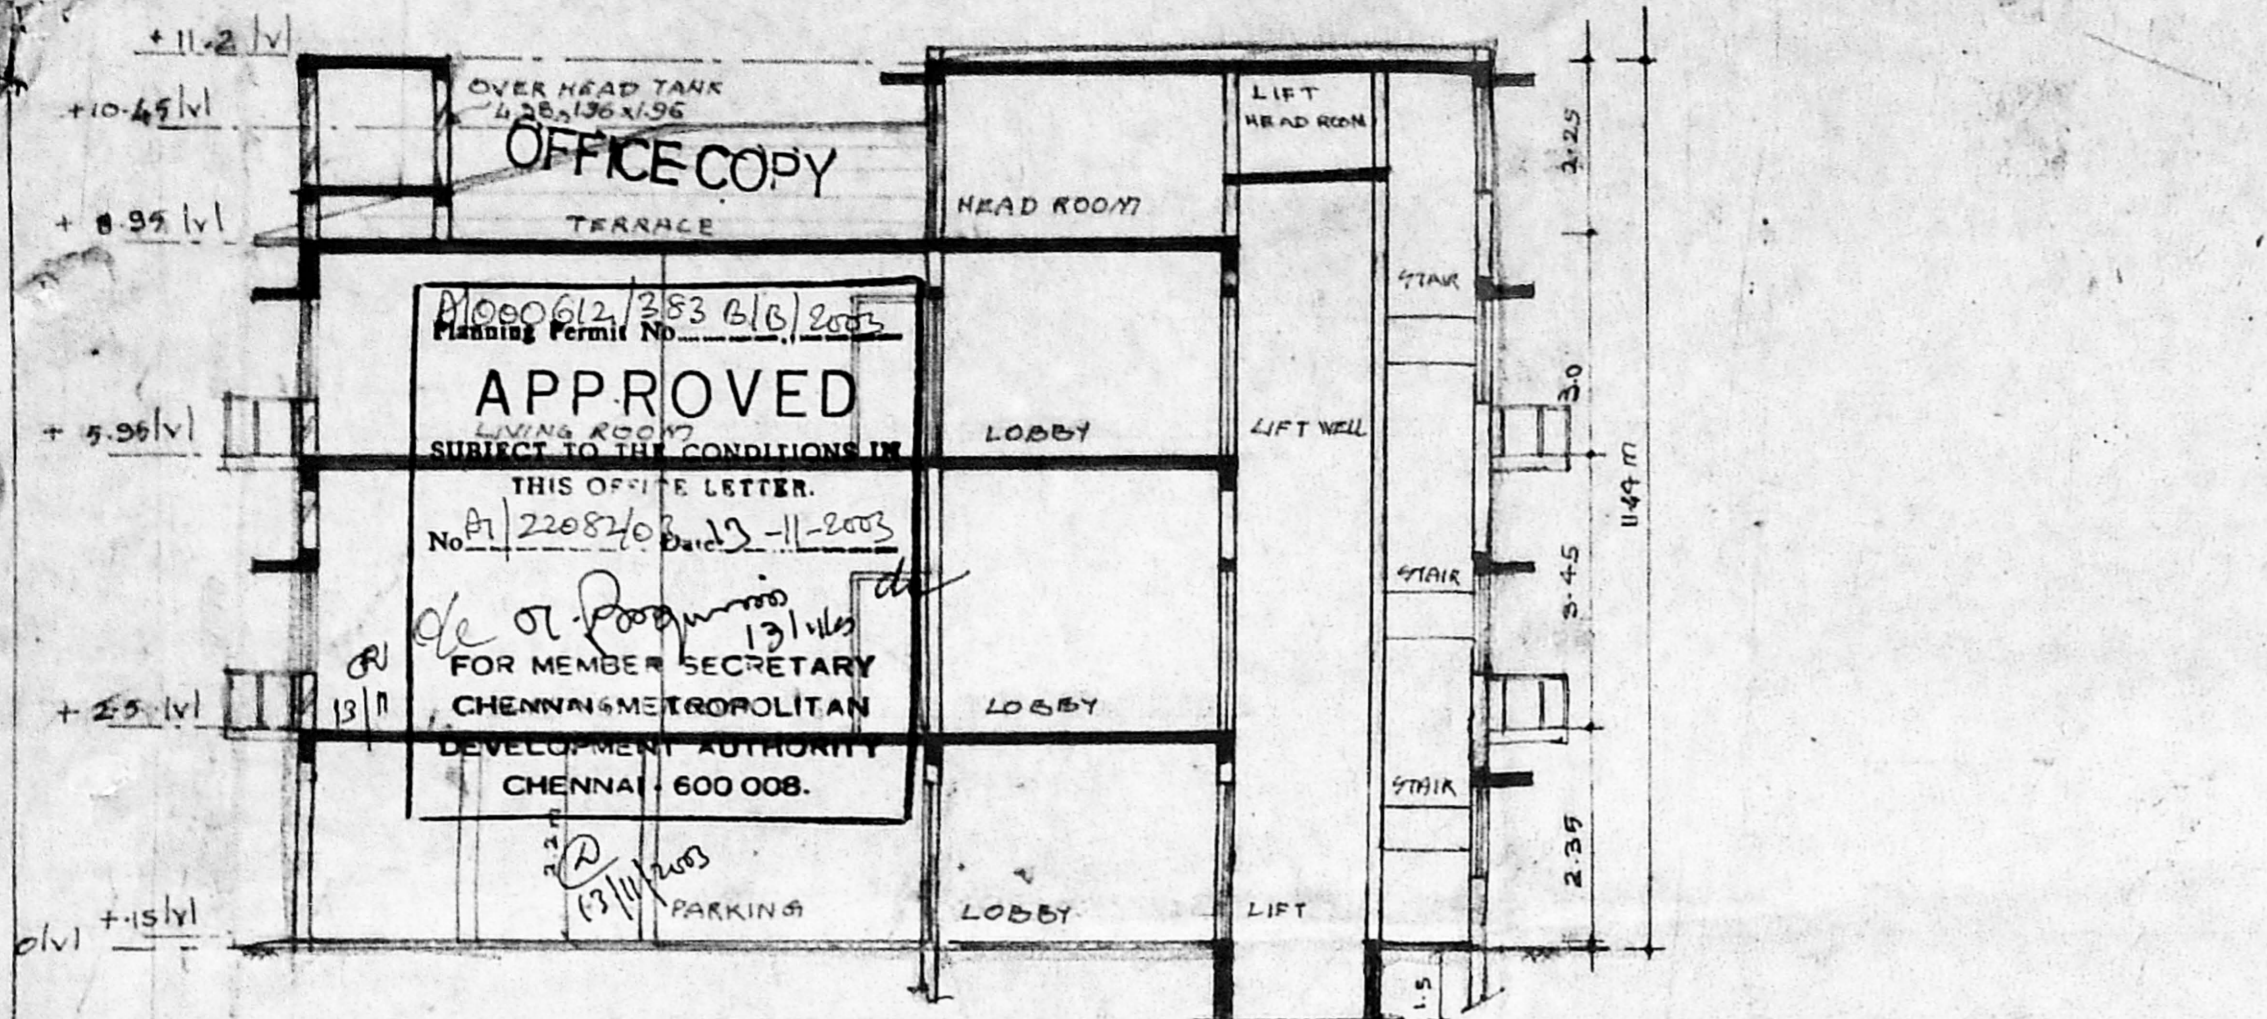 + 11.2 lvl
+10.45 lvl
OVER HEAD TANK
4.28 x 1.96 x 1.96
OFFICE COPY
LIFT
HEAD ROOM
2.25
+ 8.95 lvl
TERRACE
HEAD ROOM
A/000612/383 B/B/2003
Planning Permit No
STAIR
APPROVED
3.0
+ 5.95 lvl
LIVING ROOM
LOBBY
LIFT WELL
SUBJECT TO THE CONDITIONS IN
THIS OFFICE LETTER.
No A1/22082/03 Date 13-11-2003
STAIR
3.45
13/11/03
FOR MEMBER SECRETARY
13/11
+ 2.5 lvl
CHENNAI METROPOLITAN
LOBBY
DEVELOPMENT AUTHORITY
CHENNAI - 600 008.
STAIR
2.35
13/11/2003
PARKING
LOBBY
LIFT
+.15 lvl
0 lvl
1.5